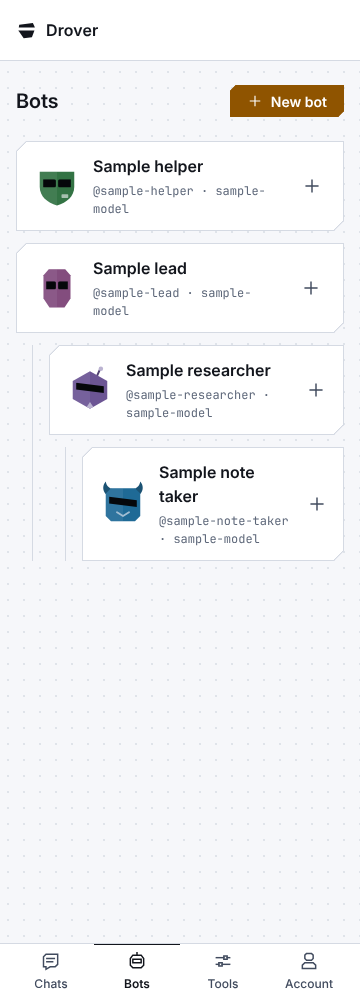 Drover
Bots
New bot
Sample helper
@sample-helper · sample-
model
Sample lead
@sample-lead · sample-
model
Sample researcher
@sample-researcher ·
sample-model
Sample note
taker
@sample-note-taker
· sample-model
Chats
Bots
Tools
Account